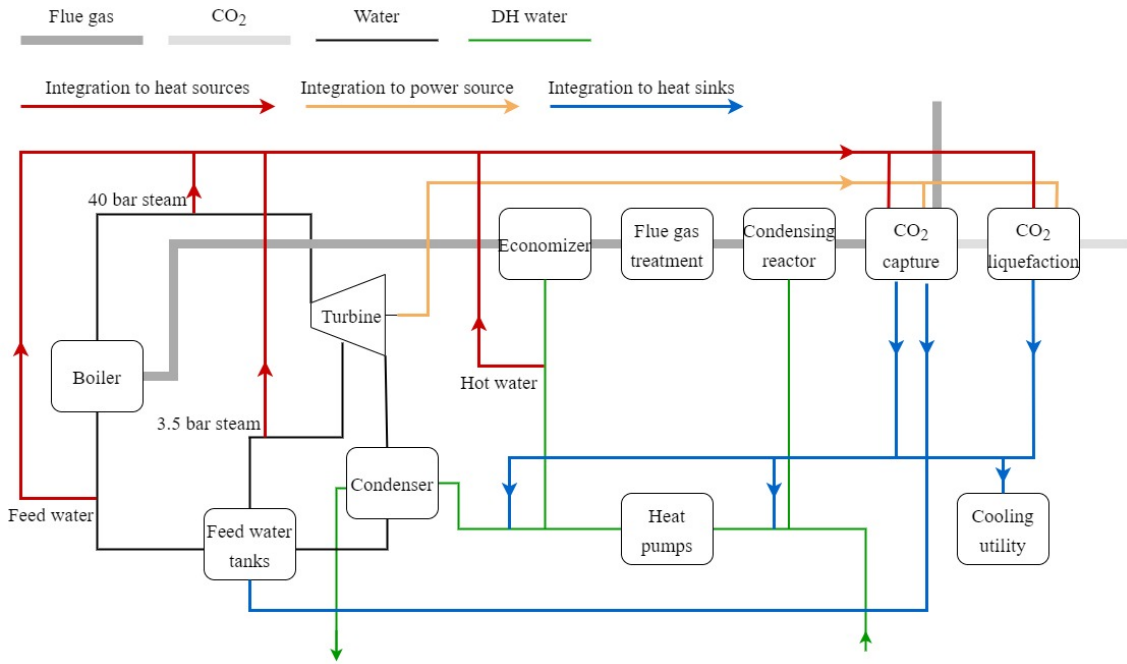 Flue gas
CO2
Water
DH water
Integration to heat sources
Integration to power source
Integration to heat sinks
40 bar steam
Economizer
Flue gas
treatment
Condensing
reactor
CO2
capture
CO2
liquefaction
Turbine
Boiler
Hot water
3.5 bar steam
Condenser
Feed water
Feed water
tanks
Heat
pumps
Cooling
utility